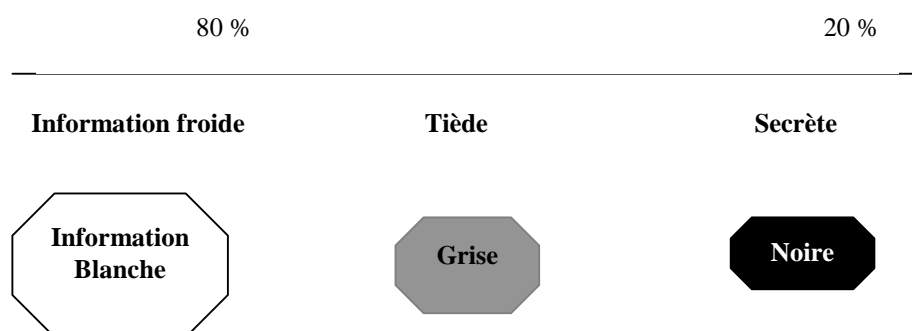 80 % 20 %
Information froide Tiède Secrète
Information
Blanche
Grise
Noire